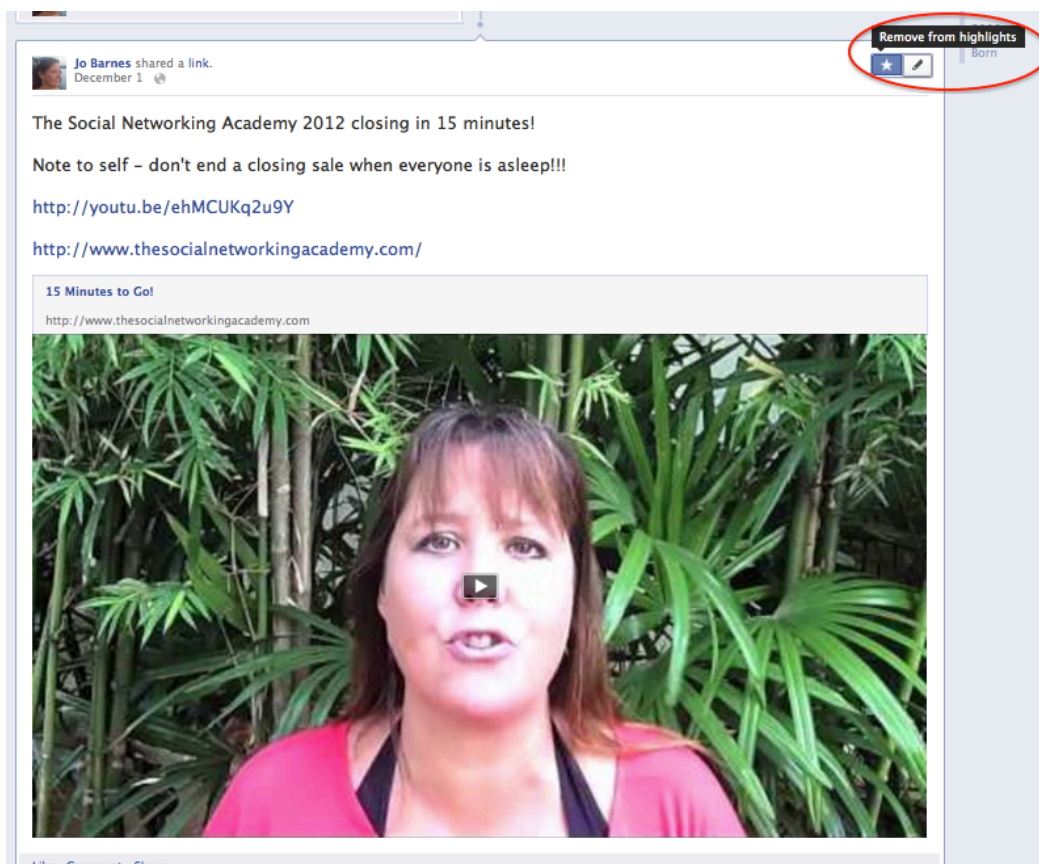 Remove from highlights
Born
Jo Barnes shared a link.
December 1
The Social Networking Academy 2012 closing in 15 minutes!
Note to self – don't end a closing sale when everyone is asleep!!!
http://youtu.be/ehMCUKq2u9Y
http://www.thesocialnetworkingacademy.com/
15 Minutes to Go!
http://www.thesocialnetworkingacademy.com